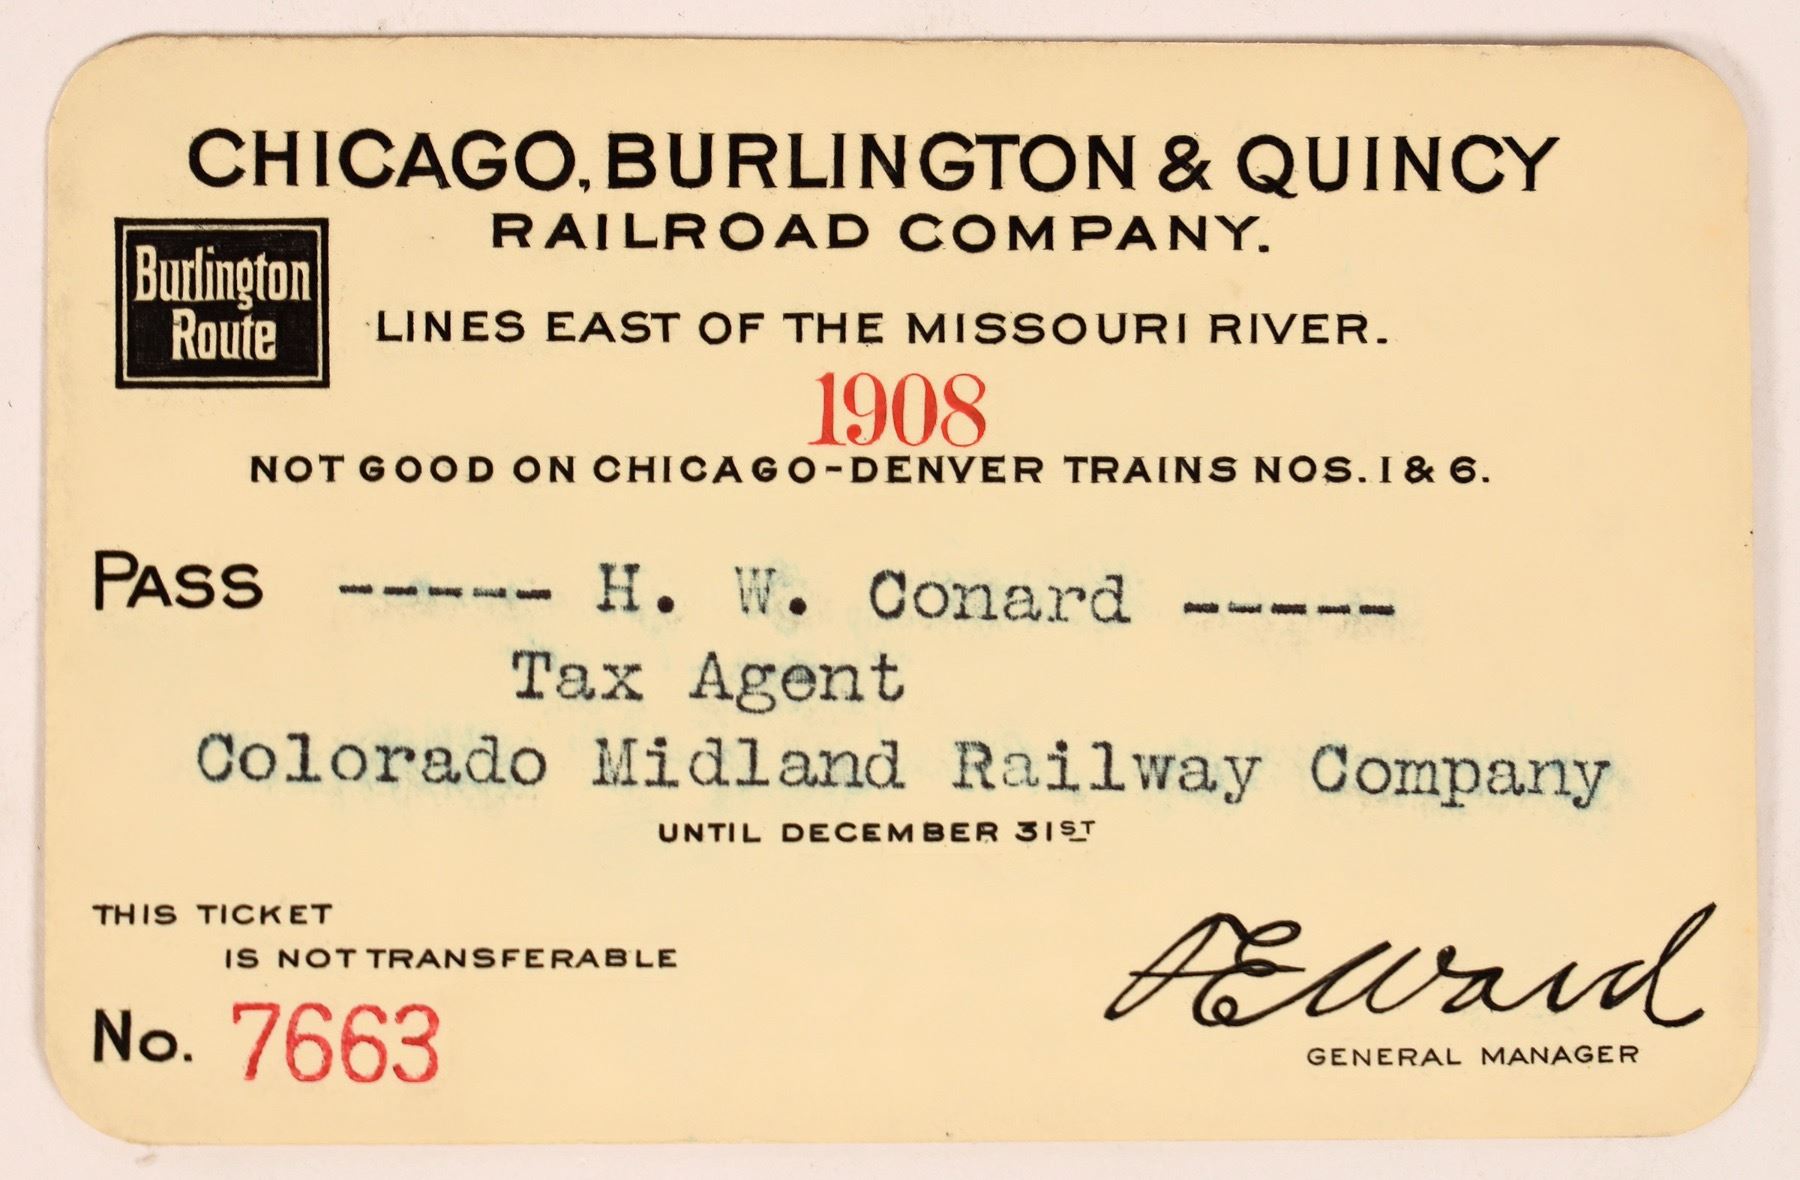 CHICAGO, BURLINGTON & QUINCY
RAILROAD COMPANY.
Burlington
Route
LINES EAST OF THE MISSOURI RIVER.
1908
NOT GOOD ON CHICAGO-DENVER TRAINS NOS. 1 & 6.
PASS ----- H. W. Conard -----
Tax Agent
Colorado Midland Railway Company
UNTIL DECEMBER 31ST
THIS TICKET
IS NOT TRANSFERABLE
No. 7663
FEWard
GENERAL MANAGER